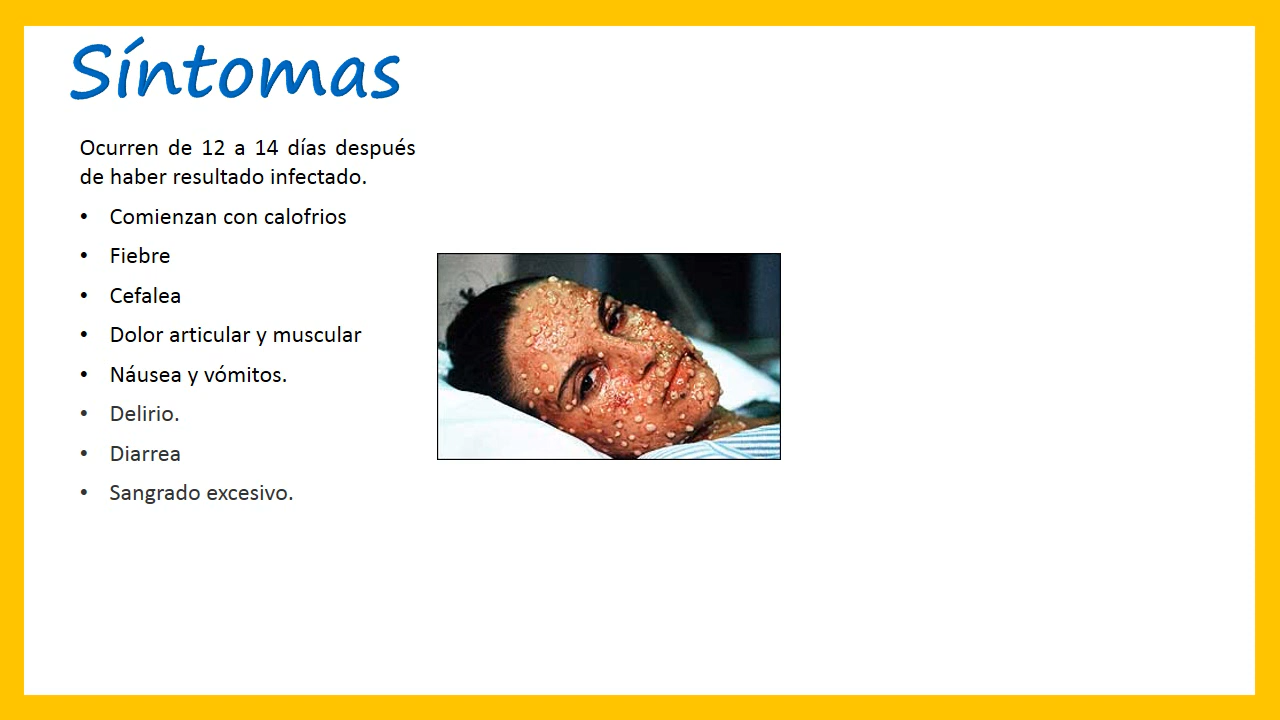 Síntomas
Ocurren de 12 a 14 días después
de haber resultado infectado.
• Comienzan con calofrios
• Fiebre
• Cefalea
• Dolor articular y muscular
• Náusea y vómitos.
• Delirio.
• Diarrea
• Sangrado excesivo.